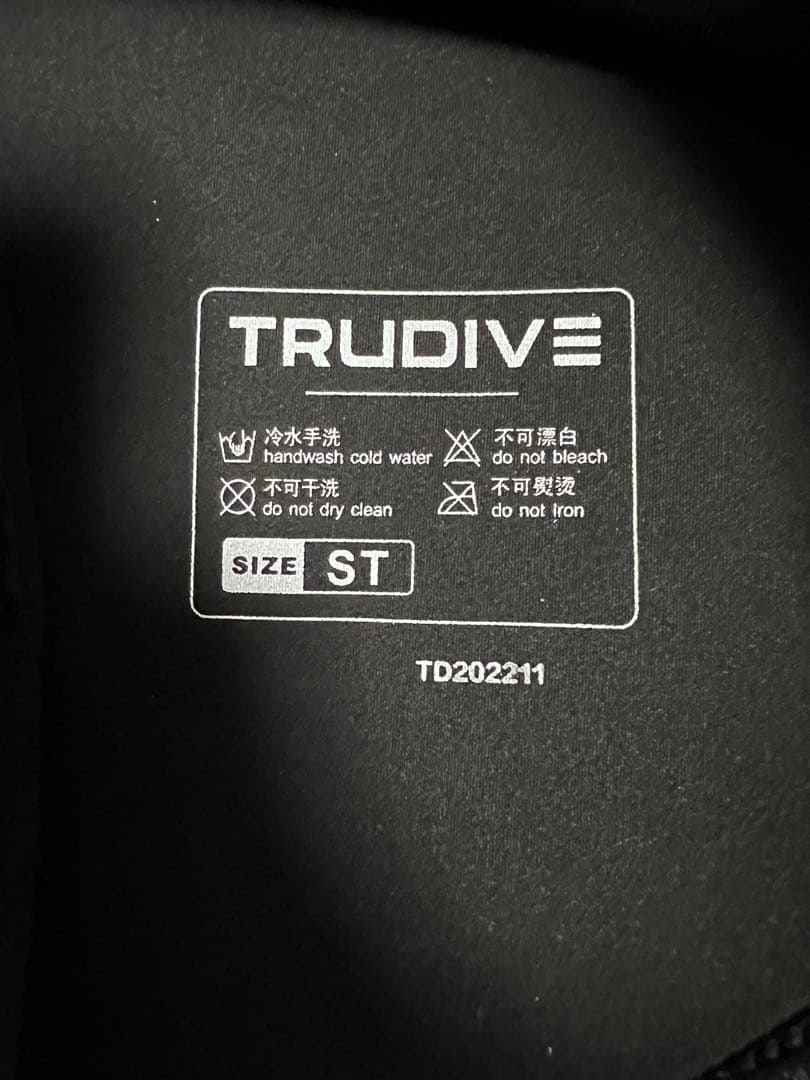 TRUDIVE
冷水手洗 不可漂白
handwash cold water do not bleach
不可干洗 不可熨烫
do not dry clean do not iron
SIZE ST
TD202211